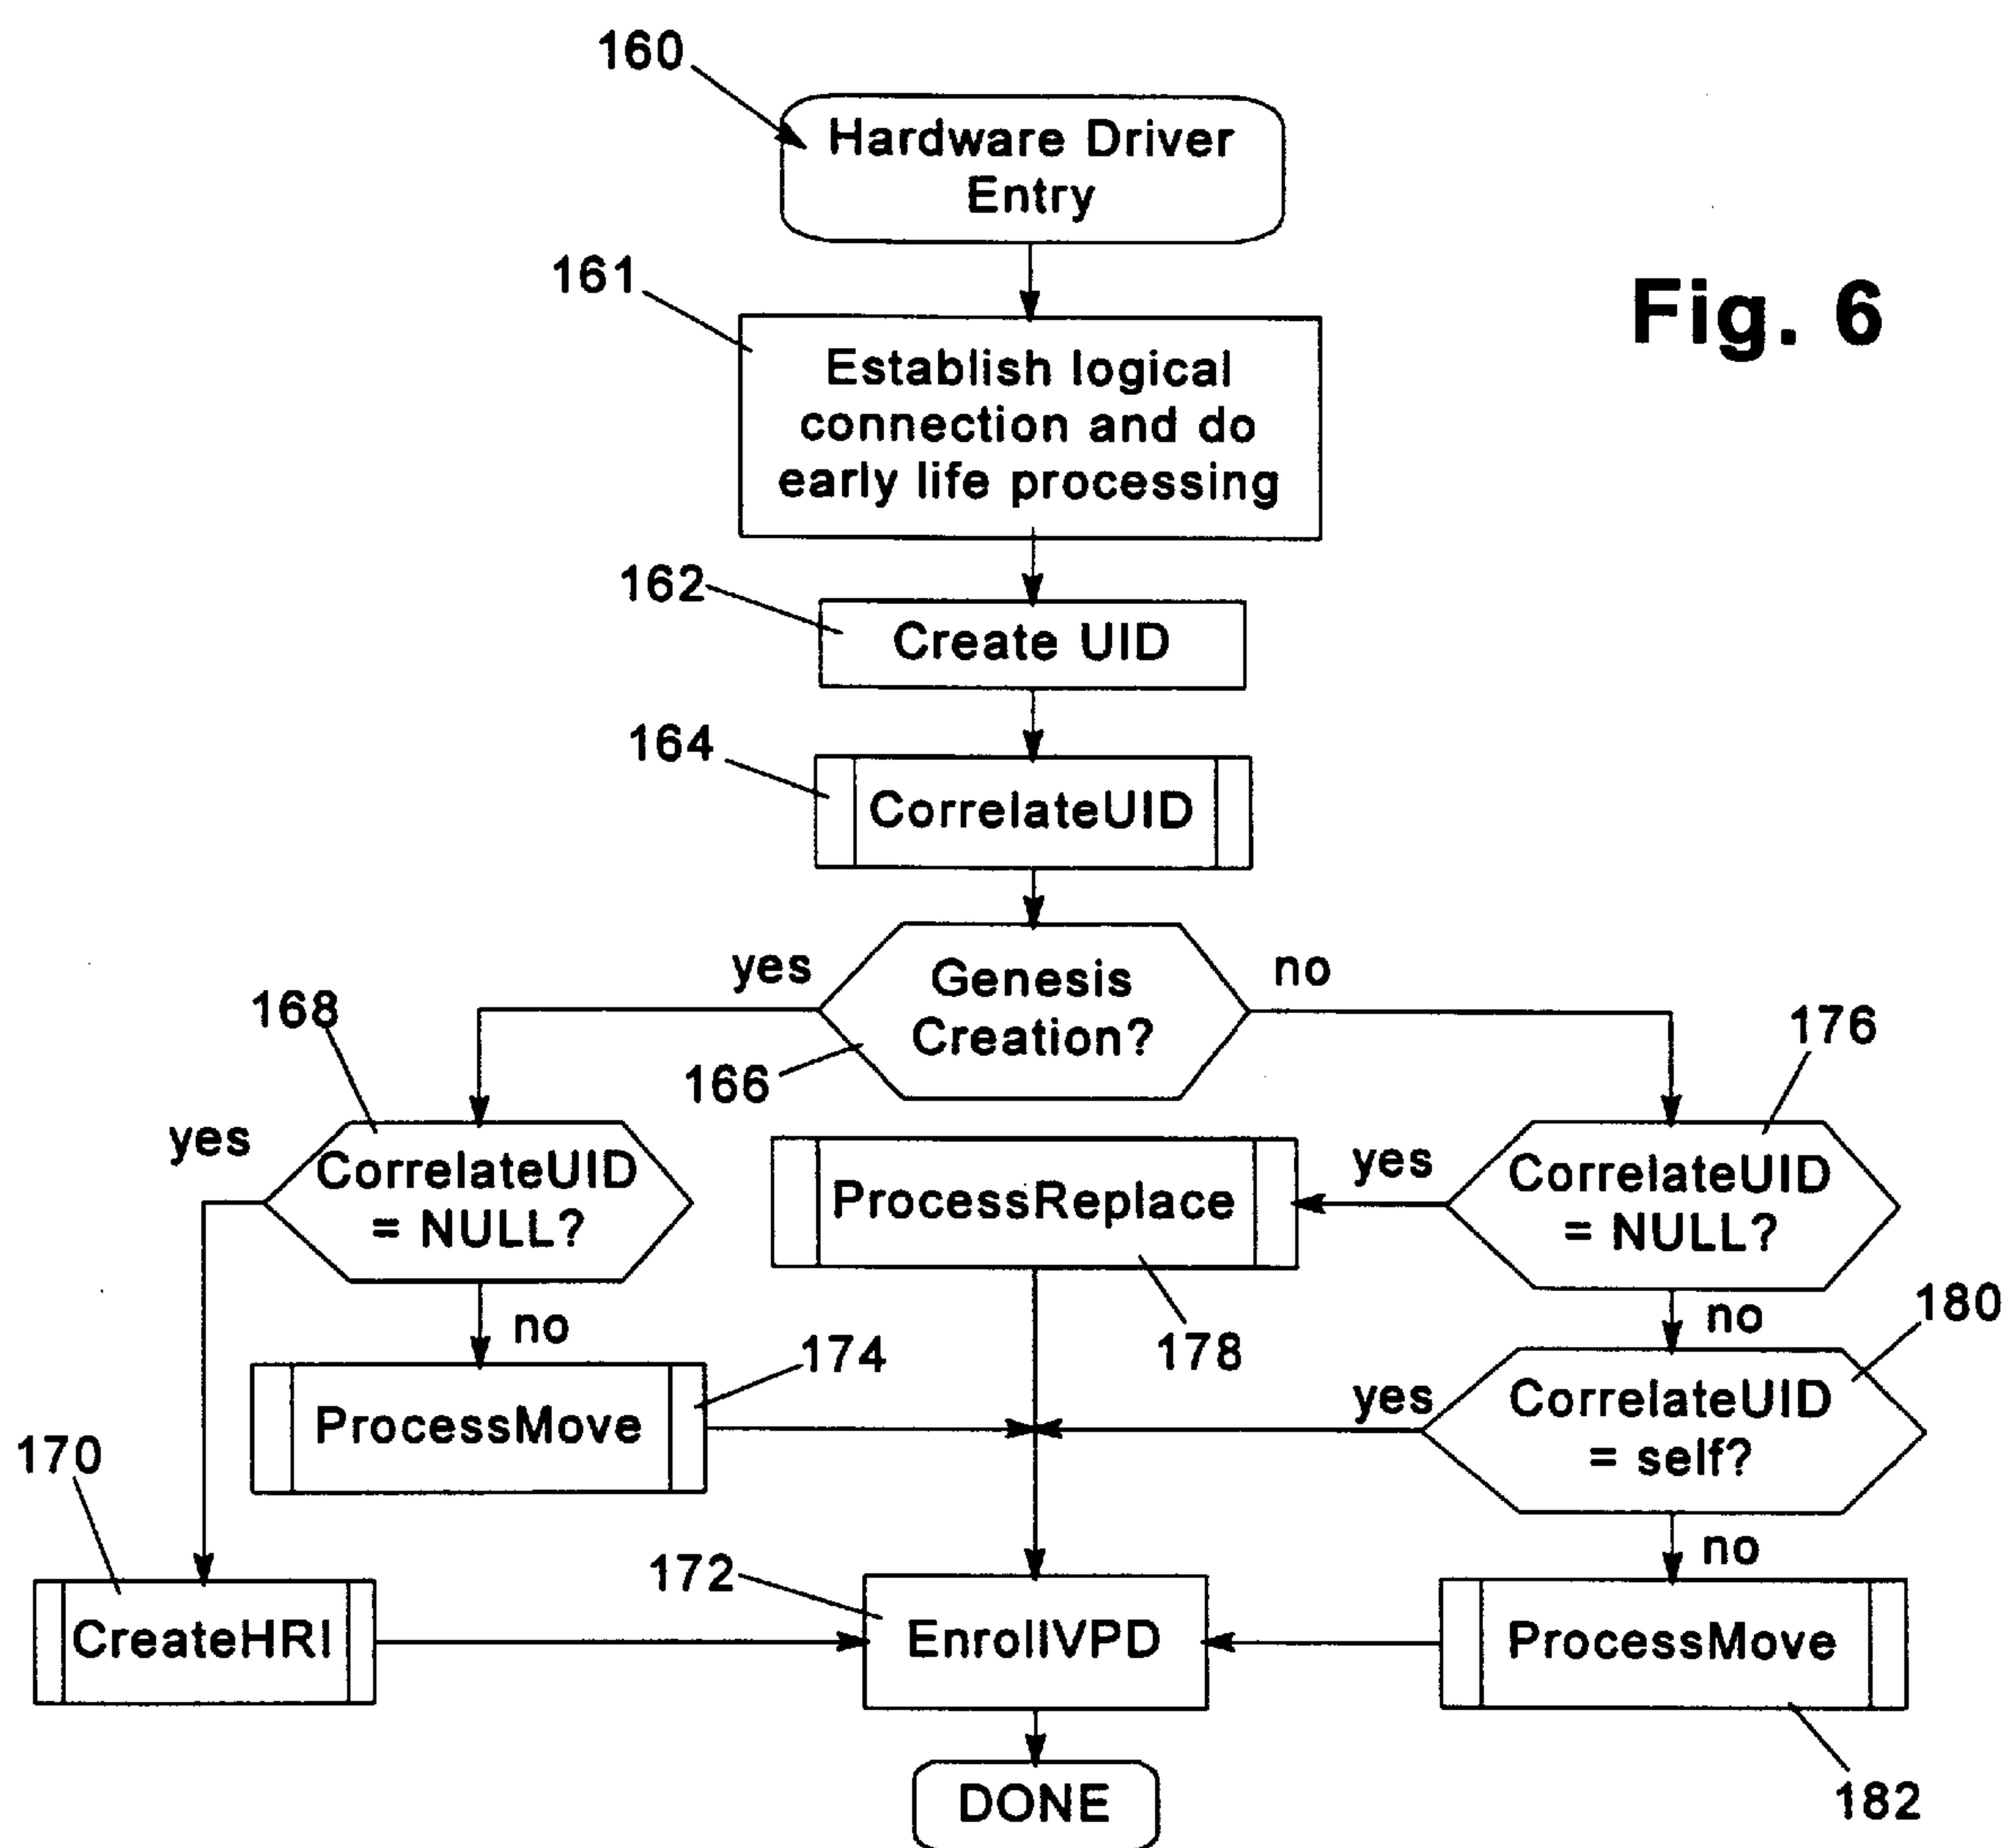 160
Hardware Driver
Entry
161
Establish logical
connection and do
early life processing
Fig. 6
162
Create UID
164
CorrelateUID
yes
Genesis
Creation?
no
166
168
176
yes
CorrelateUID
= NULL?
no
ProcessReplace
178
yes
CorrelateUID
= NULL?
no
180
174
ProcessMove
yes
CorrelateUID
= self?
no
170
CreateHRI
172
EnrollVPD
ProcessMove
182
DONE